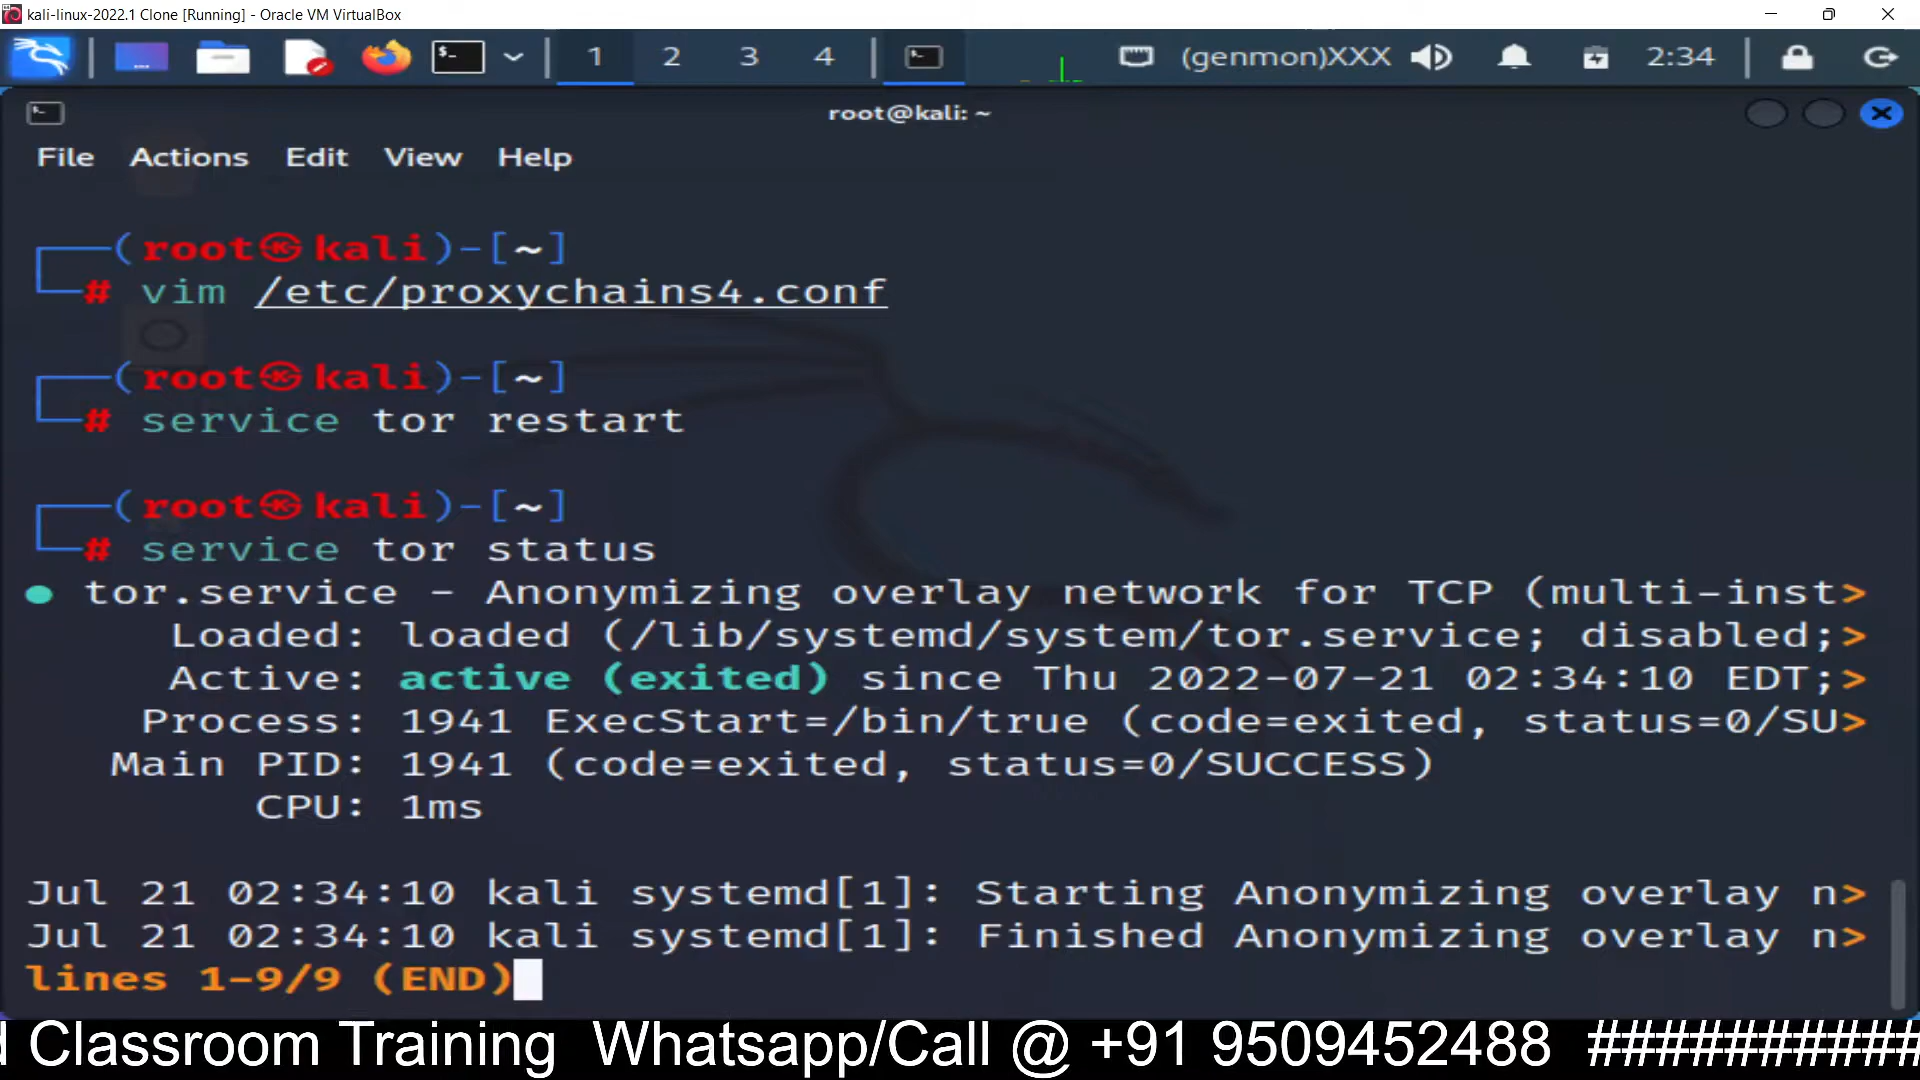 kali-linux-2022.1 Clone [Running] - Oracle VM VirtualBox
1 2 3 4 (genmon)XXX 2:34
root@kali: ~
File Actions Edit View Help
(root㉿kali)-[~]
# vim /etc/proxychains4.conf
(root㉿kali)-[~]
# service tor restart
(root㉿kali)-[~]
# service tor status
● tor.service - Anonymizing overlay network for TCP (multi-inst>
Loaded: loaded (/lib/systemd/system/tor.service; disabled;>
Active: active (exited) since Thu 2022-07-21 02:34:10 EDT;>
Process: 1941 ExecStart=/bin/true (code=exited, status=0/SU>
Main PID: 1941 (code=exited, status=0/SUCCESS)
CPU: 1ms
Jul 21 02:34:10 kali systemd[1]: Starting Anonymizing overlay n>
Jul 21 02:34:10 kali systemd[1]: Finished Anonymizing overlay n>
lines 1-9/9 (END)
d Classroom Training Whatsapp/Call @ +91 9509452488 ##########